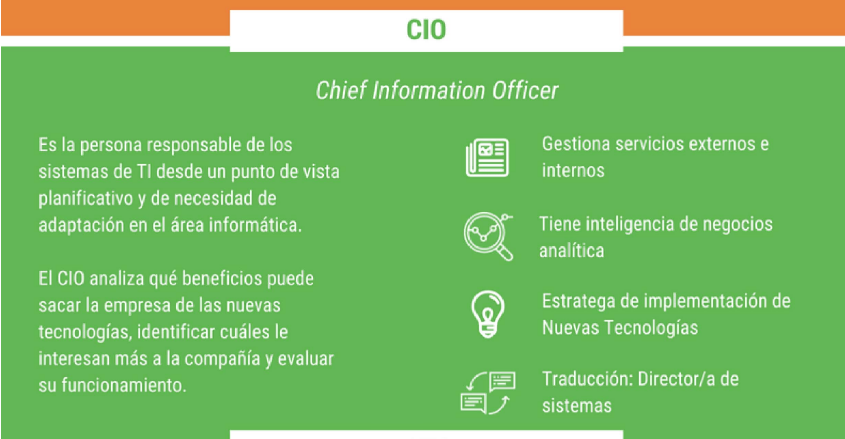 CIO
Chief Information Officer
Es la persona responsable de los
sistemas de TI desde un punto de vista
planificativo y de necesidad de
adaptación en el área informática.
El CIO analiza qué beneficios puede
sacar la empresa de las nuevas
tecnologías, identificar cuáles le
interesan más a la compañía y evaluar
su funcionamiento.
Gestiona servicios externos e
internos
Tiene inteligencia de negocios
analítica
Estratega de implementación de
Nuevas Tecnologías
Traducción: Director/a de
sistemas